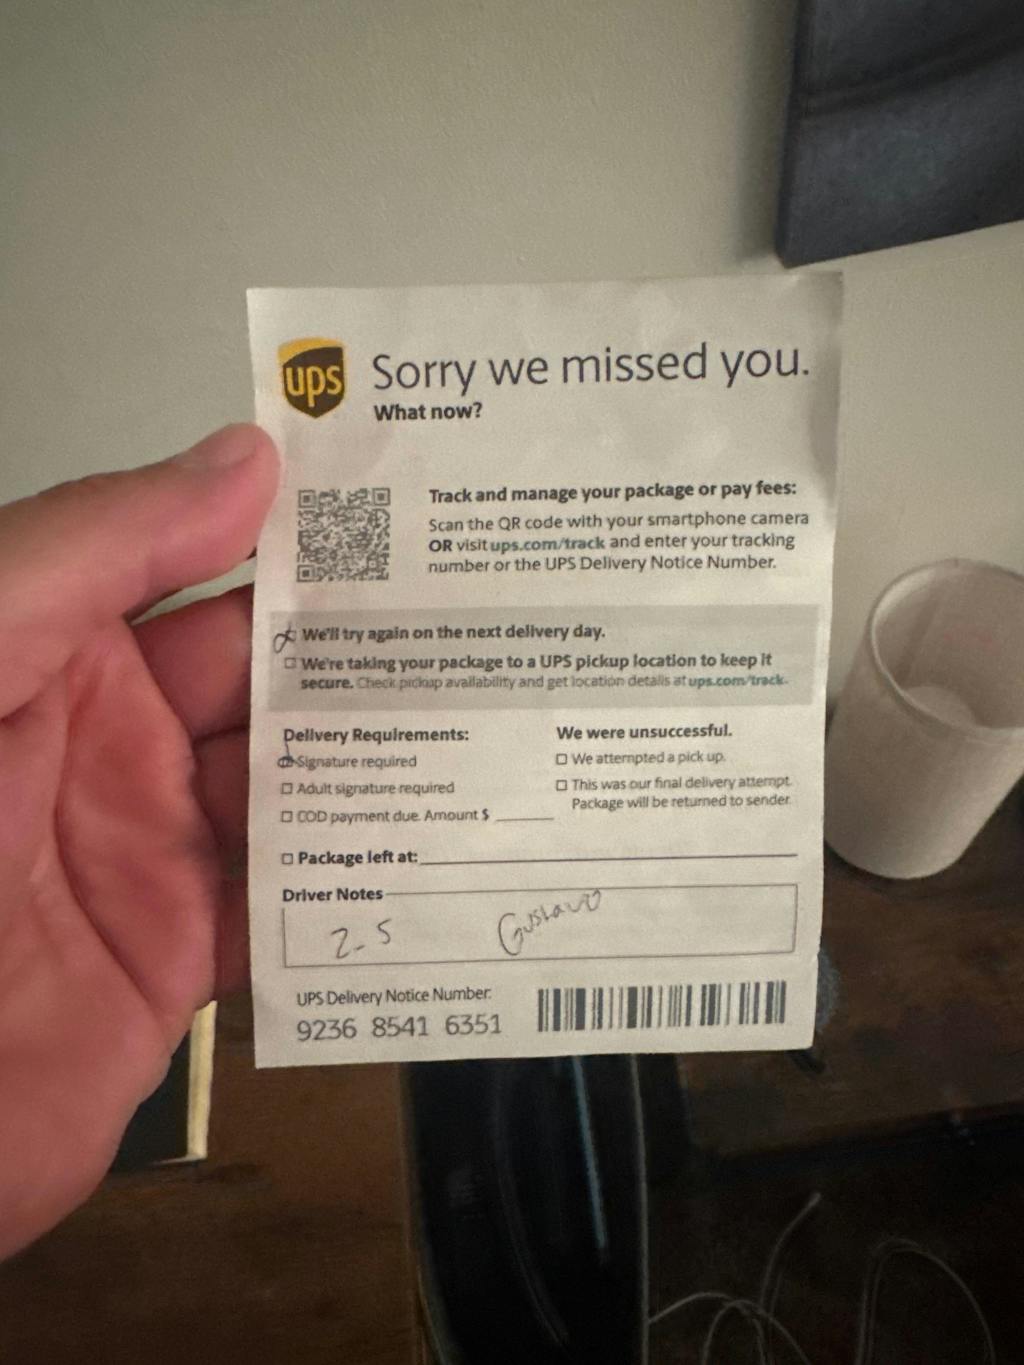 ups
Sorry we missed you.
What now?
Track and manage your package or pay fees:
Scan the QR code with your smartphone camera
OR visit ups.com/track and enter your tracking
number or the UPS Delivery Notice Number.
We'll try again on the next delivery day.
We're taking your package to a UPS pickup location to keep it
secure. Check pickup availability and get location details at ups.com/track.
Delivery Requirements:
Signature required
Adult signature required
COD payment due. Amount $
We were unsuccessful.
We attempted a pick up.
This was our final delivery attempt.
Package will be returned to sender.
Package left at:
Driver Notes
2-5 Gustavo
UPS Delivery Notice Number:
9236 8541 6351